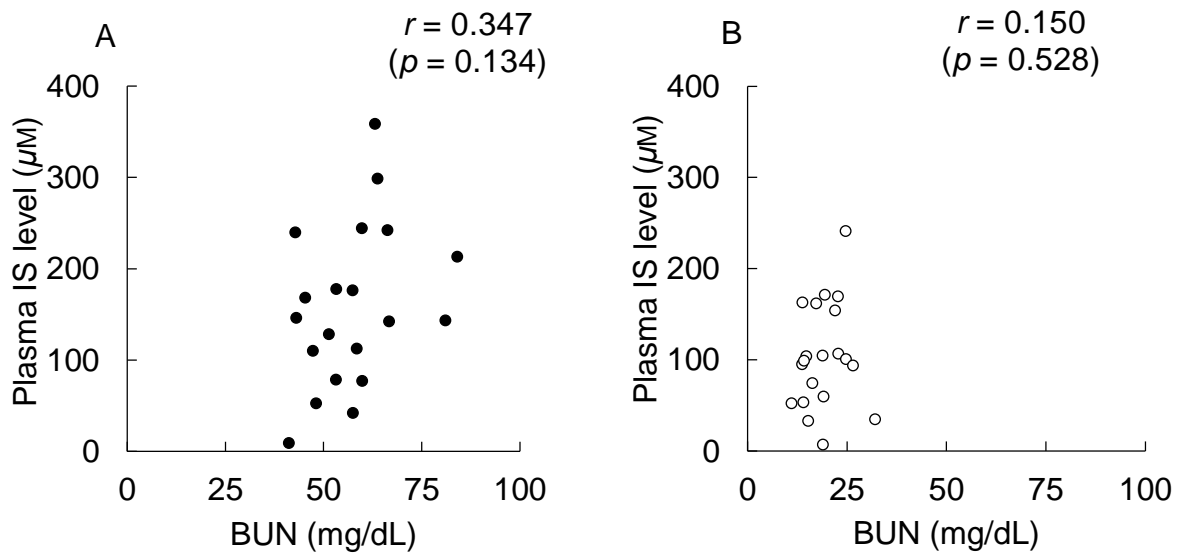 A
r = 0.347
(p = 0.134)
400
300
200
100
0
Plasma IS level (µM)
0 25 50 75 100
BUN (mg/dL)
B
r = 0.150
(p = 0.528)
400
300
200
100
0
Plasma IS level (µM)
0 25 50 75 100
BUN (mg/dL)